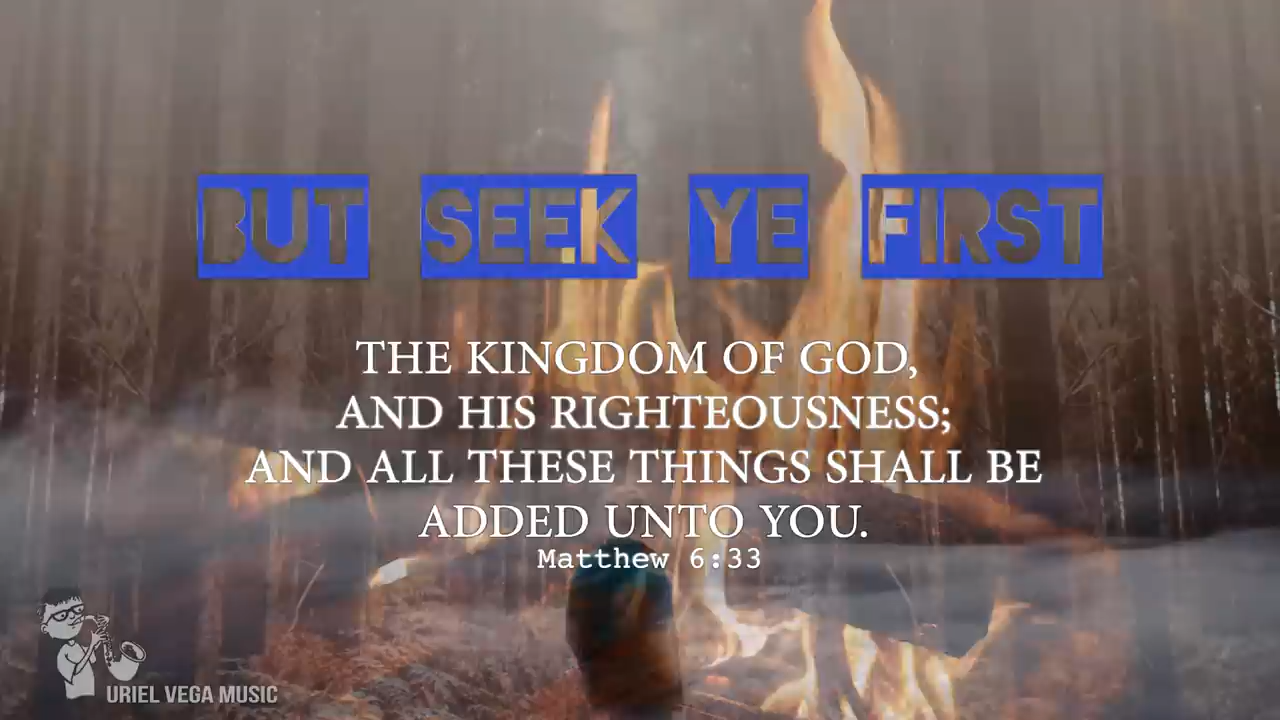 BUT SEEK YE FIRST
THE KINGDOM OF GOD,
AND HIS RIGHTEOUSNESS;
AND ALL THESE THINGS SHALL BE
ADDED UNTO YOU.
Matthew 6:33
URIEL VEGA MUSIC